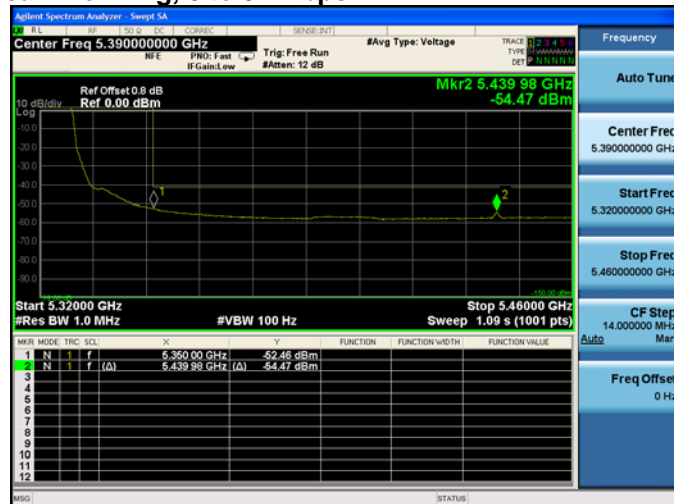 Agilent Spectrum Analyzer - Swept SA
RL RF 50 Ω DC CORREC SENSE:INT
Center Freq 5.390000000 GHz
NFE
PNO: Fast
IFGain:Low
Trig: Free Run
#Atten: 12 dB
#Avg Type: Voltage
TRACE 1 2 3 4 5 6
TYPE
DET P N N N N N
Mkr2 5.439 98 GHz
-54.47 dBm
Ref Offset 0.8 dB
10 dB/div Ref 0.00 dBm
Log
-10.0
-20.0
-30.0
-40.0
-50.0
-60.0
-70.0
-80.0
-90.0
1
2
-150.00 dBm
Start 5.32000 GHz
Stop 5.46000 GHz
#Res BW 1.0 MHz
#VBW 100 Hz
Sweep 1.09 s (1001 pts)
MKR MODE TRC SCL X Y FUNCTION FUNCTION WIDTH FUNCTION VALUE
1 N 1 f 5.350 00 GHz -52.46 dBm
2 N 1 f (Δ) 5.439 98 GHz (Δ) -54.47 dBm
3
4
5
6
7
8
9
10
11
12
MSG
STATUS
Frequency
Auto Tune
Center Freq
5.390000000 GHz
Start Freq
5.320000000 GHz
Stop Freq
5.460000000 GHz
CF Step
14.000000 MHz
Auto Man
Freq Offset
0 Hz